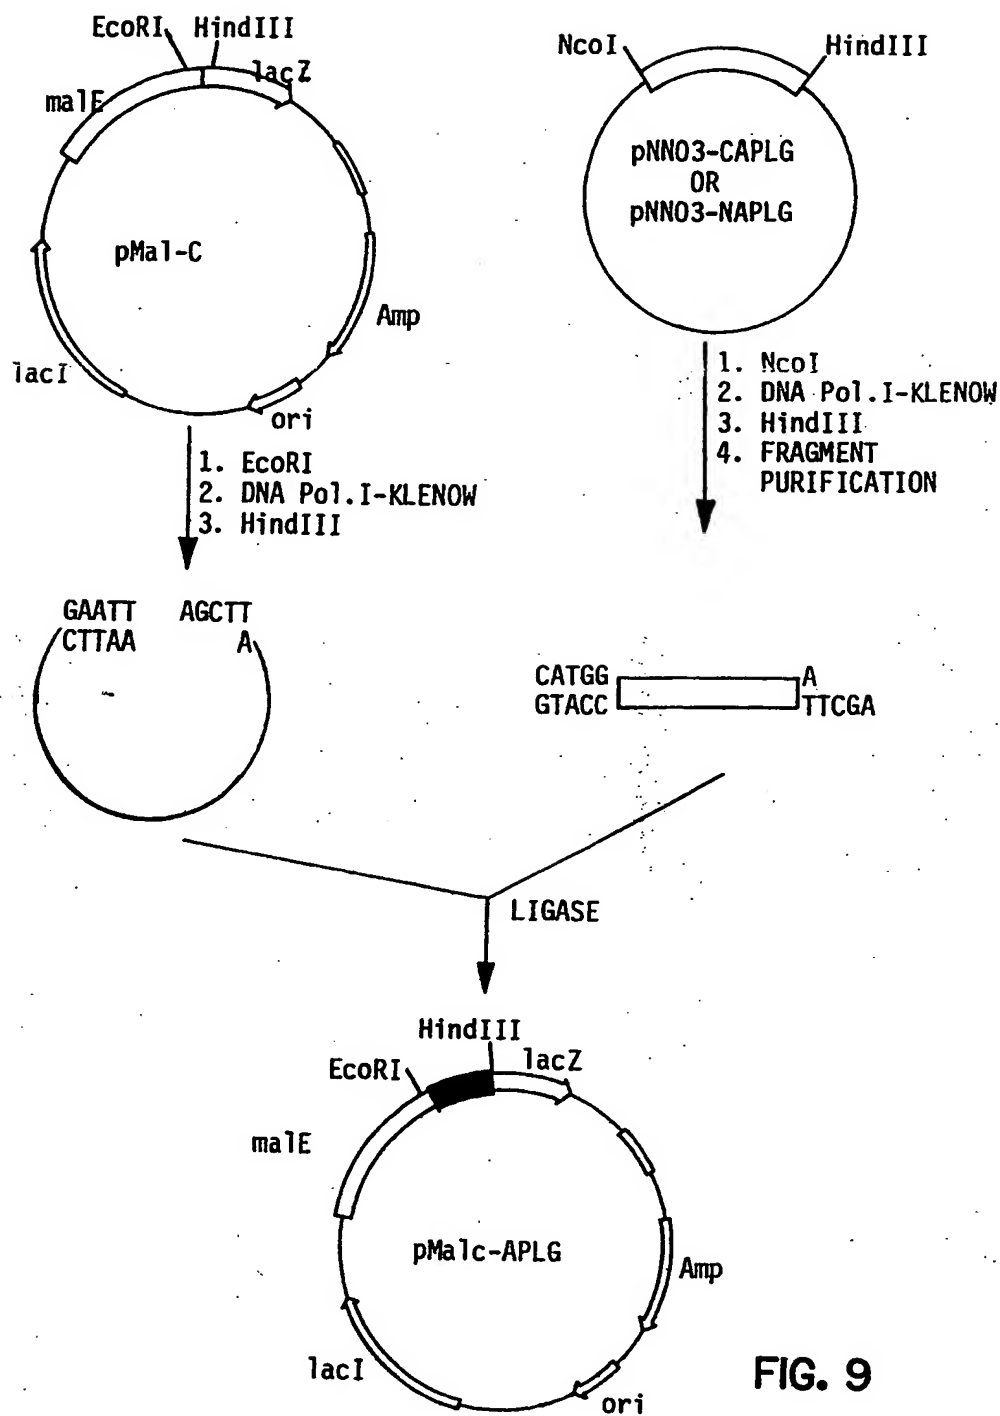 EcoRI HindIII
lacZ
malE
pMal-C
Amp
lacI
ori
NcoI HindIII
pNN03-CAPLG
OR
pNN03-NAPLG
1. EcoRI
2. DNA Pol.I-KLENOW
3. HindIII
1. NcoI
2. DNA Pol.I-KLENOW
3. HindIII
4. FRAGMENT
PURIFICATION
GAATT AGCTT
CTTAA A
CATGG A
GTACC TTCGA
LIGASE
HindIII
EcoRI lacZ
malE
pMalc-APLG
Amp
lacI
ori
FIG. 9